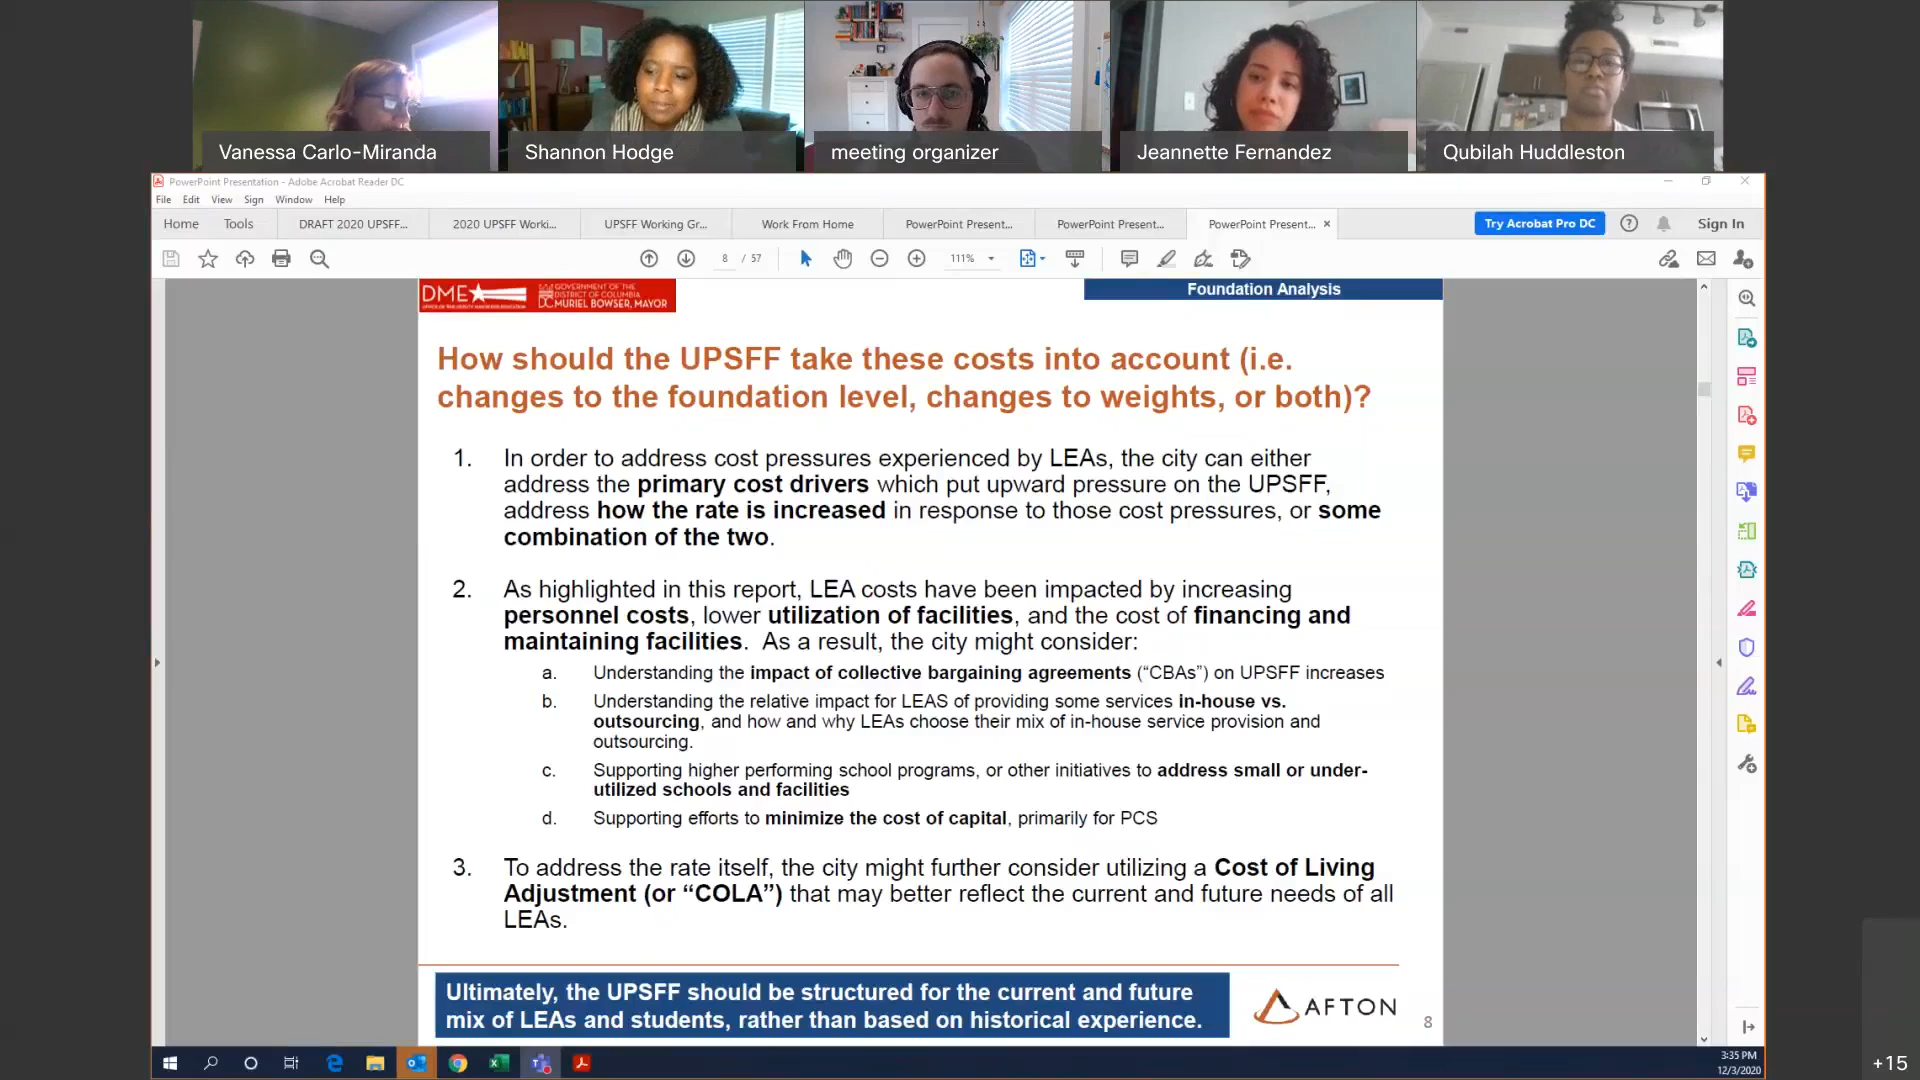 Vanessa Carlo-Miranda
Shannon Hodge
meeting organizer
Jeannette Fernandez
Qubilah Huddleston
PowerPoint Presentation - Adobe Acrobat Reader DC
File Edit View Sign Window Help
Home Tools DRAFT 2020 UPSFF... 2020 UPSFF Worki... UPSFF Working Gr... Work From Home PowerPoint Present... PowerPoint Present... PowerPoint Present... × Try Acrobat Pro DC Sign In
8 / 57 111%
DME GOVERNMENT OF THE
DISTRICT OF COLUMBIA
DC MURIEL BOWSER, MAYOR
Foundation Analysis
How should the UPSFF take these costs into account (i.e.
changes to the foundation level, changes to weights, or both)?
1. In order to address cost pressures experienced by LEAs, the city can either
address the primary cost drivers which put upward pressure on the UPSFF,
address how the rate is increased in response to those cost pressures, or some
combination of the two.
2. As highlighted in this report, LEA costs have been impacted by increasing
personnel costs, lower utilization of facilities, and the cost of financing and
maintaining facilities. As a result, the city might consider:
a. Understanding the impact of collective bargaining agreements (“CBAs”) on UPSFF increases
b. Understanding the relative impact for LEAS of providing some services in-house vs.
outsourcing, and how and why LEAs choose their mix of in-house service provision and
outsourcing.
c. Supporting higher performing school programs, or other initiatives to address small or under-
utilized schools and facilities
d. Supporting efforts to minimize the cost of capital, primarily for PCS
3. To address the rate itself, the city might further consider utilizing a Cost of Living
Adjustment (or “COLA”) that may better reflect the current and future needs of all
LEAs.
Ultimately, the UPSFF should be structured for the current and future
mix of LEAs and students, rather than based on historical experience.
AFTON
8
3:35 PM
12/3/2020
+15